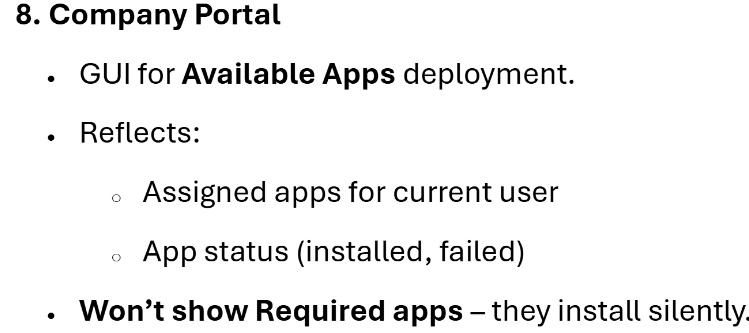 8. Company Portal
• GUI for Available Apps deployment.
• Reflects:
○ Assigned apps for current user
○ App status (installed, failed)
• Won’t show Required apps – they install silently.